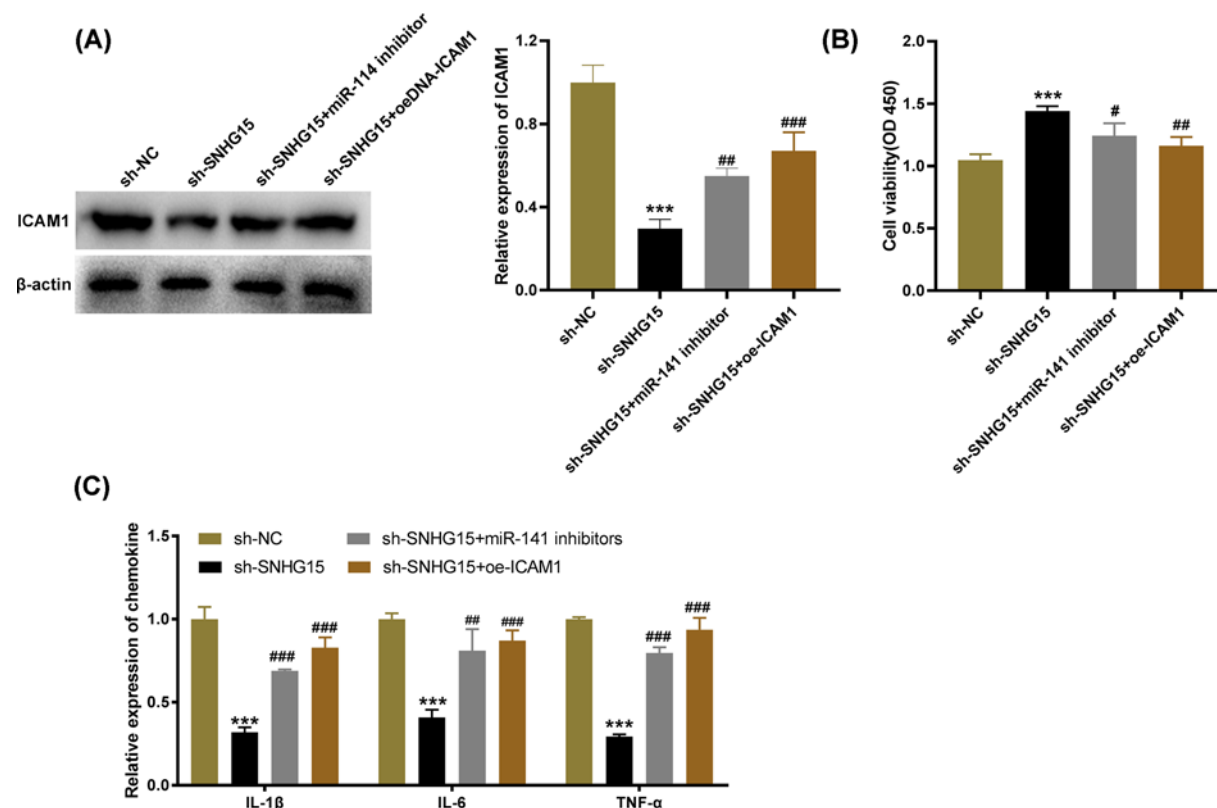 (A)
sh-NC
sh-SNHG15
sh-SNHG15+miR-114 inhibitor
sh-SNHG15+oeDNA-ICAM1
ICAM1
β-actin
Relative expression of ICAM1
1.2
0.8
0.4
0.0
***
##
###
sh-NC
sh-SNHG15
sh-SNHG15+miR-141 inhibitor
sh-SNHG15+oe-ICAM1
(B)
Cell viability(OD 450)
2.0
1.5
1.0
0.5
0.0
***
#
##
sh-NC
sh-SNHG15
sh-SNHG15+miR-141 inhibitor
sh-SNHG15+oe-ICAM1
(C)
Relative expression of chemokine
1.5
1.0
0.5
0.0
sh-NC
sh-SNHG15+miR-141 inhibitors
sh-SNHG15
sh-SNHG15+oe-ICAM1
***
###
###
***
##
###
***
###
###
IL-1β
IL-6
TNF-α